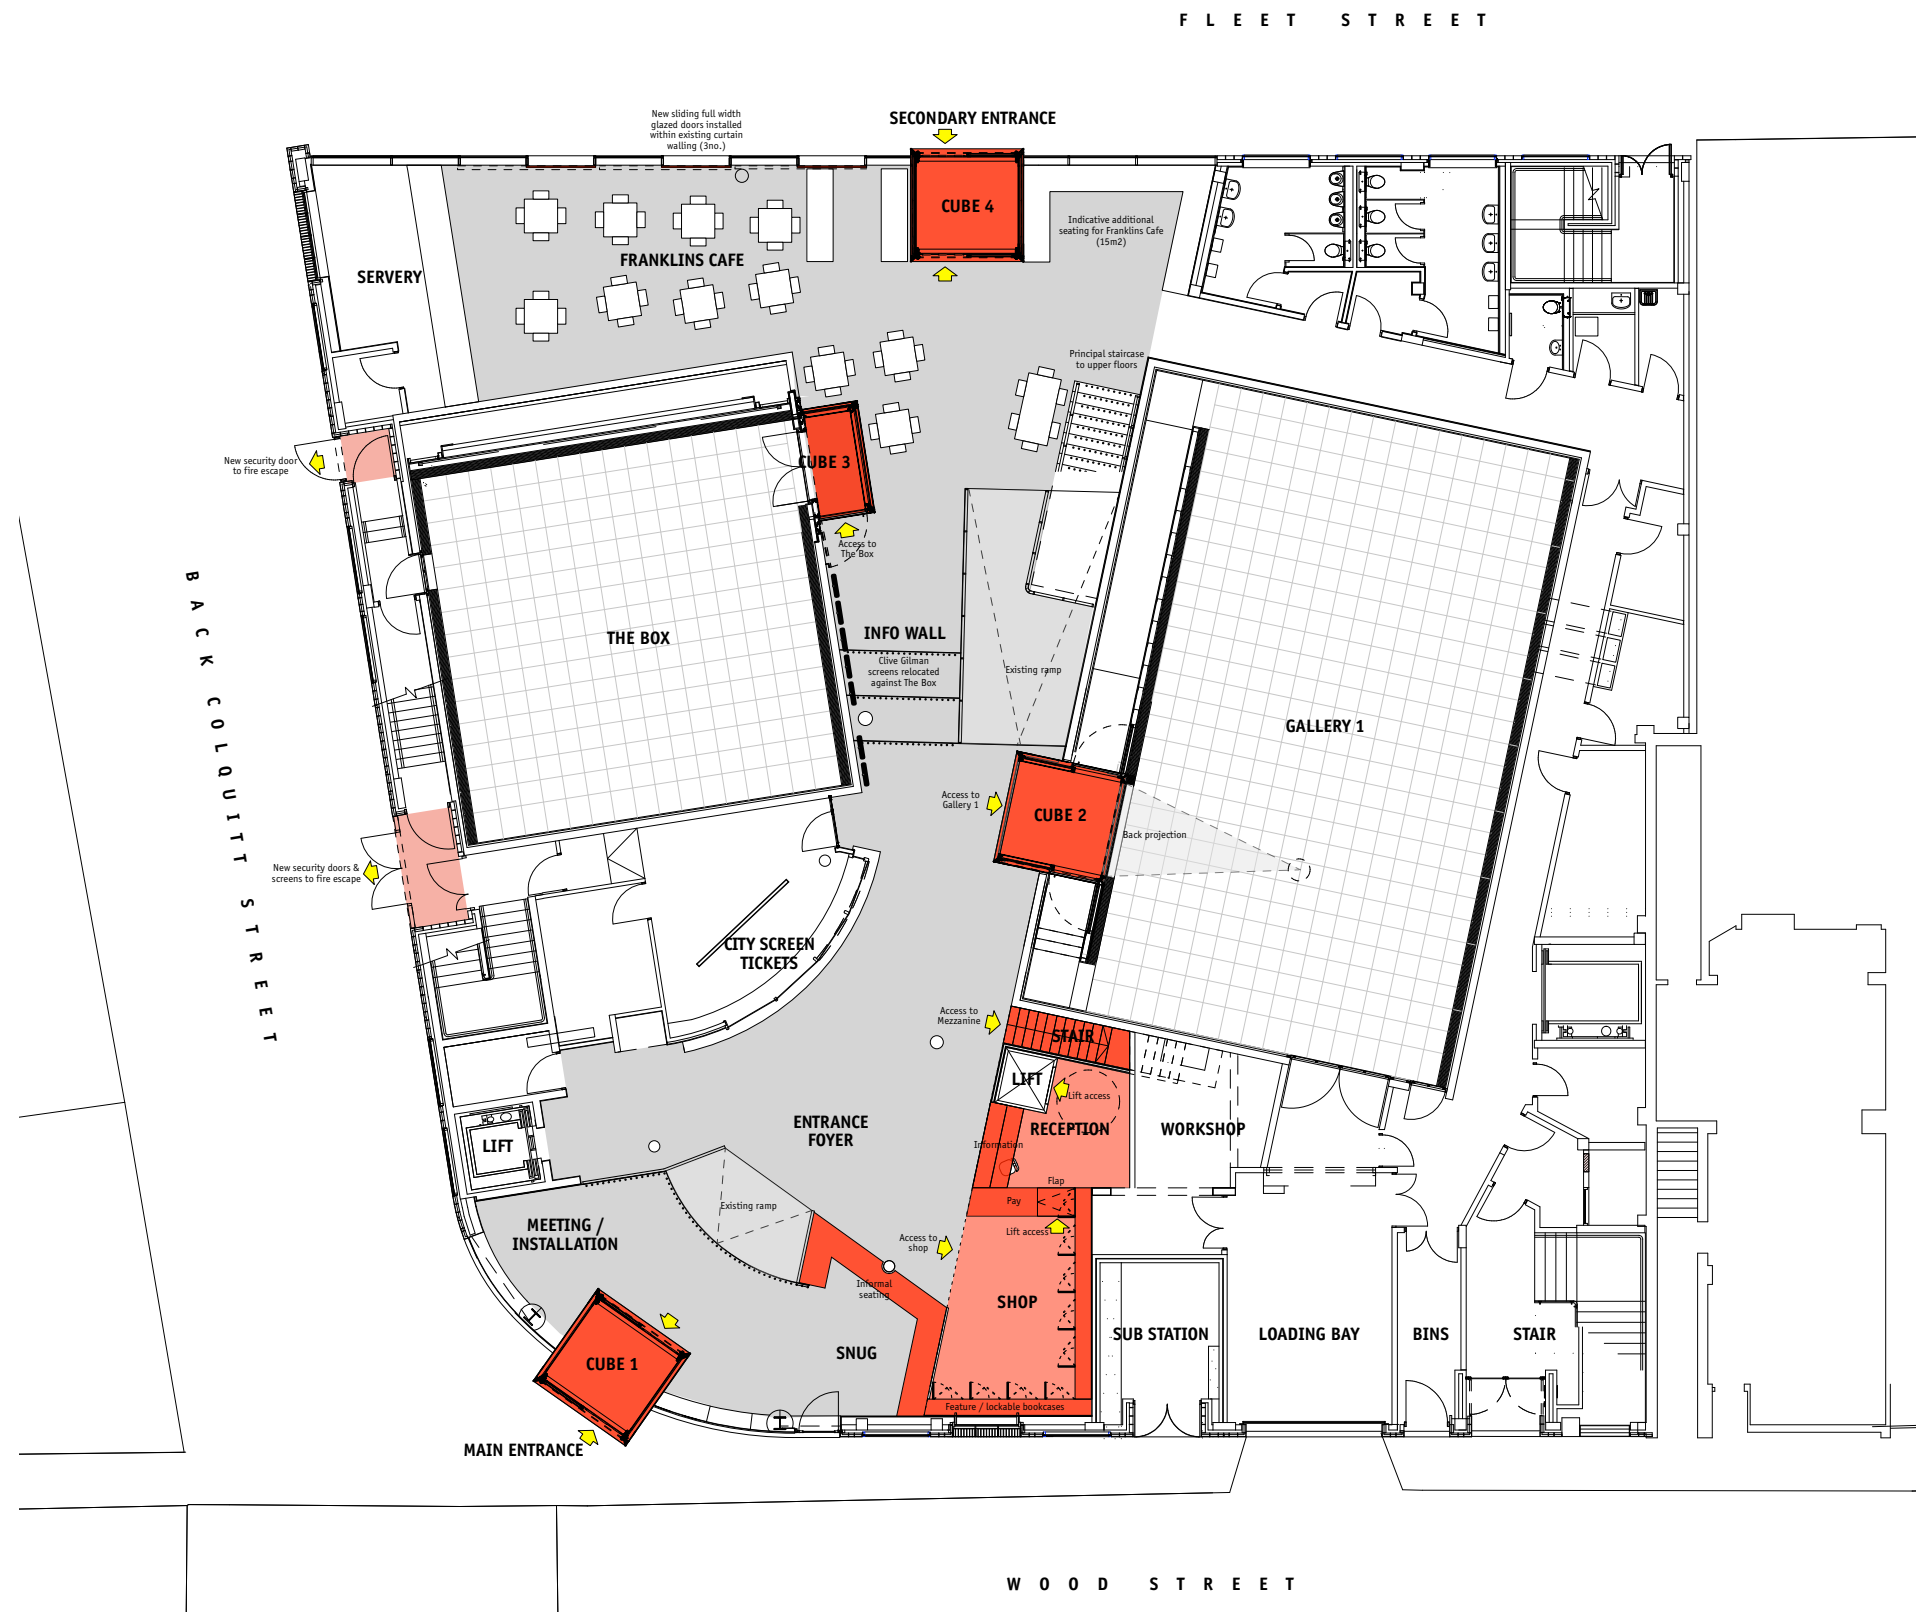 FLEET STREET
New sliding full width
glazed doors installed
within existing curtain
walling (3no.)
SECONDARY ENTRANCE
CUBE 4
Indicative additional
seating for Franklins Cafe
(15m2)
FRANKLINS CAFE
SERVERY
Principal staircase
to upper floors
New security door
to fire escape
CUBE 3
Access to
The Box
BACK COLQUITT STREET
THE BOX
INFO WALL
Clive Gilman
screens relocated
against The Box
Existing ramp
GALLERY 1
Access to
Gallery 1
CUBE 2
Back projection
New security doors &
screens to fire escape
CITY SCREEN
TICKETS
Access to
Mezzanine
STAIR
LIFT
Lift access
ENTRANCE
FOYER
Information
RECEPTION
WORKSHOP
LIFT
Flap
Pay
Existing ramp
MEETING /
INSTALLATION
Access to
shop
Lift access
Informal
seating
SHOP
SUB STATION
LOADING BAY
BINS
STAIR
SNUG
CUBE 1
Feature / lockable bookcases
MAIN ENTRANCE
WOOD STREET